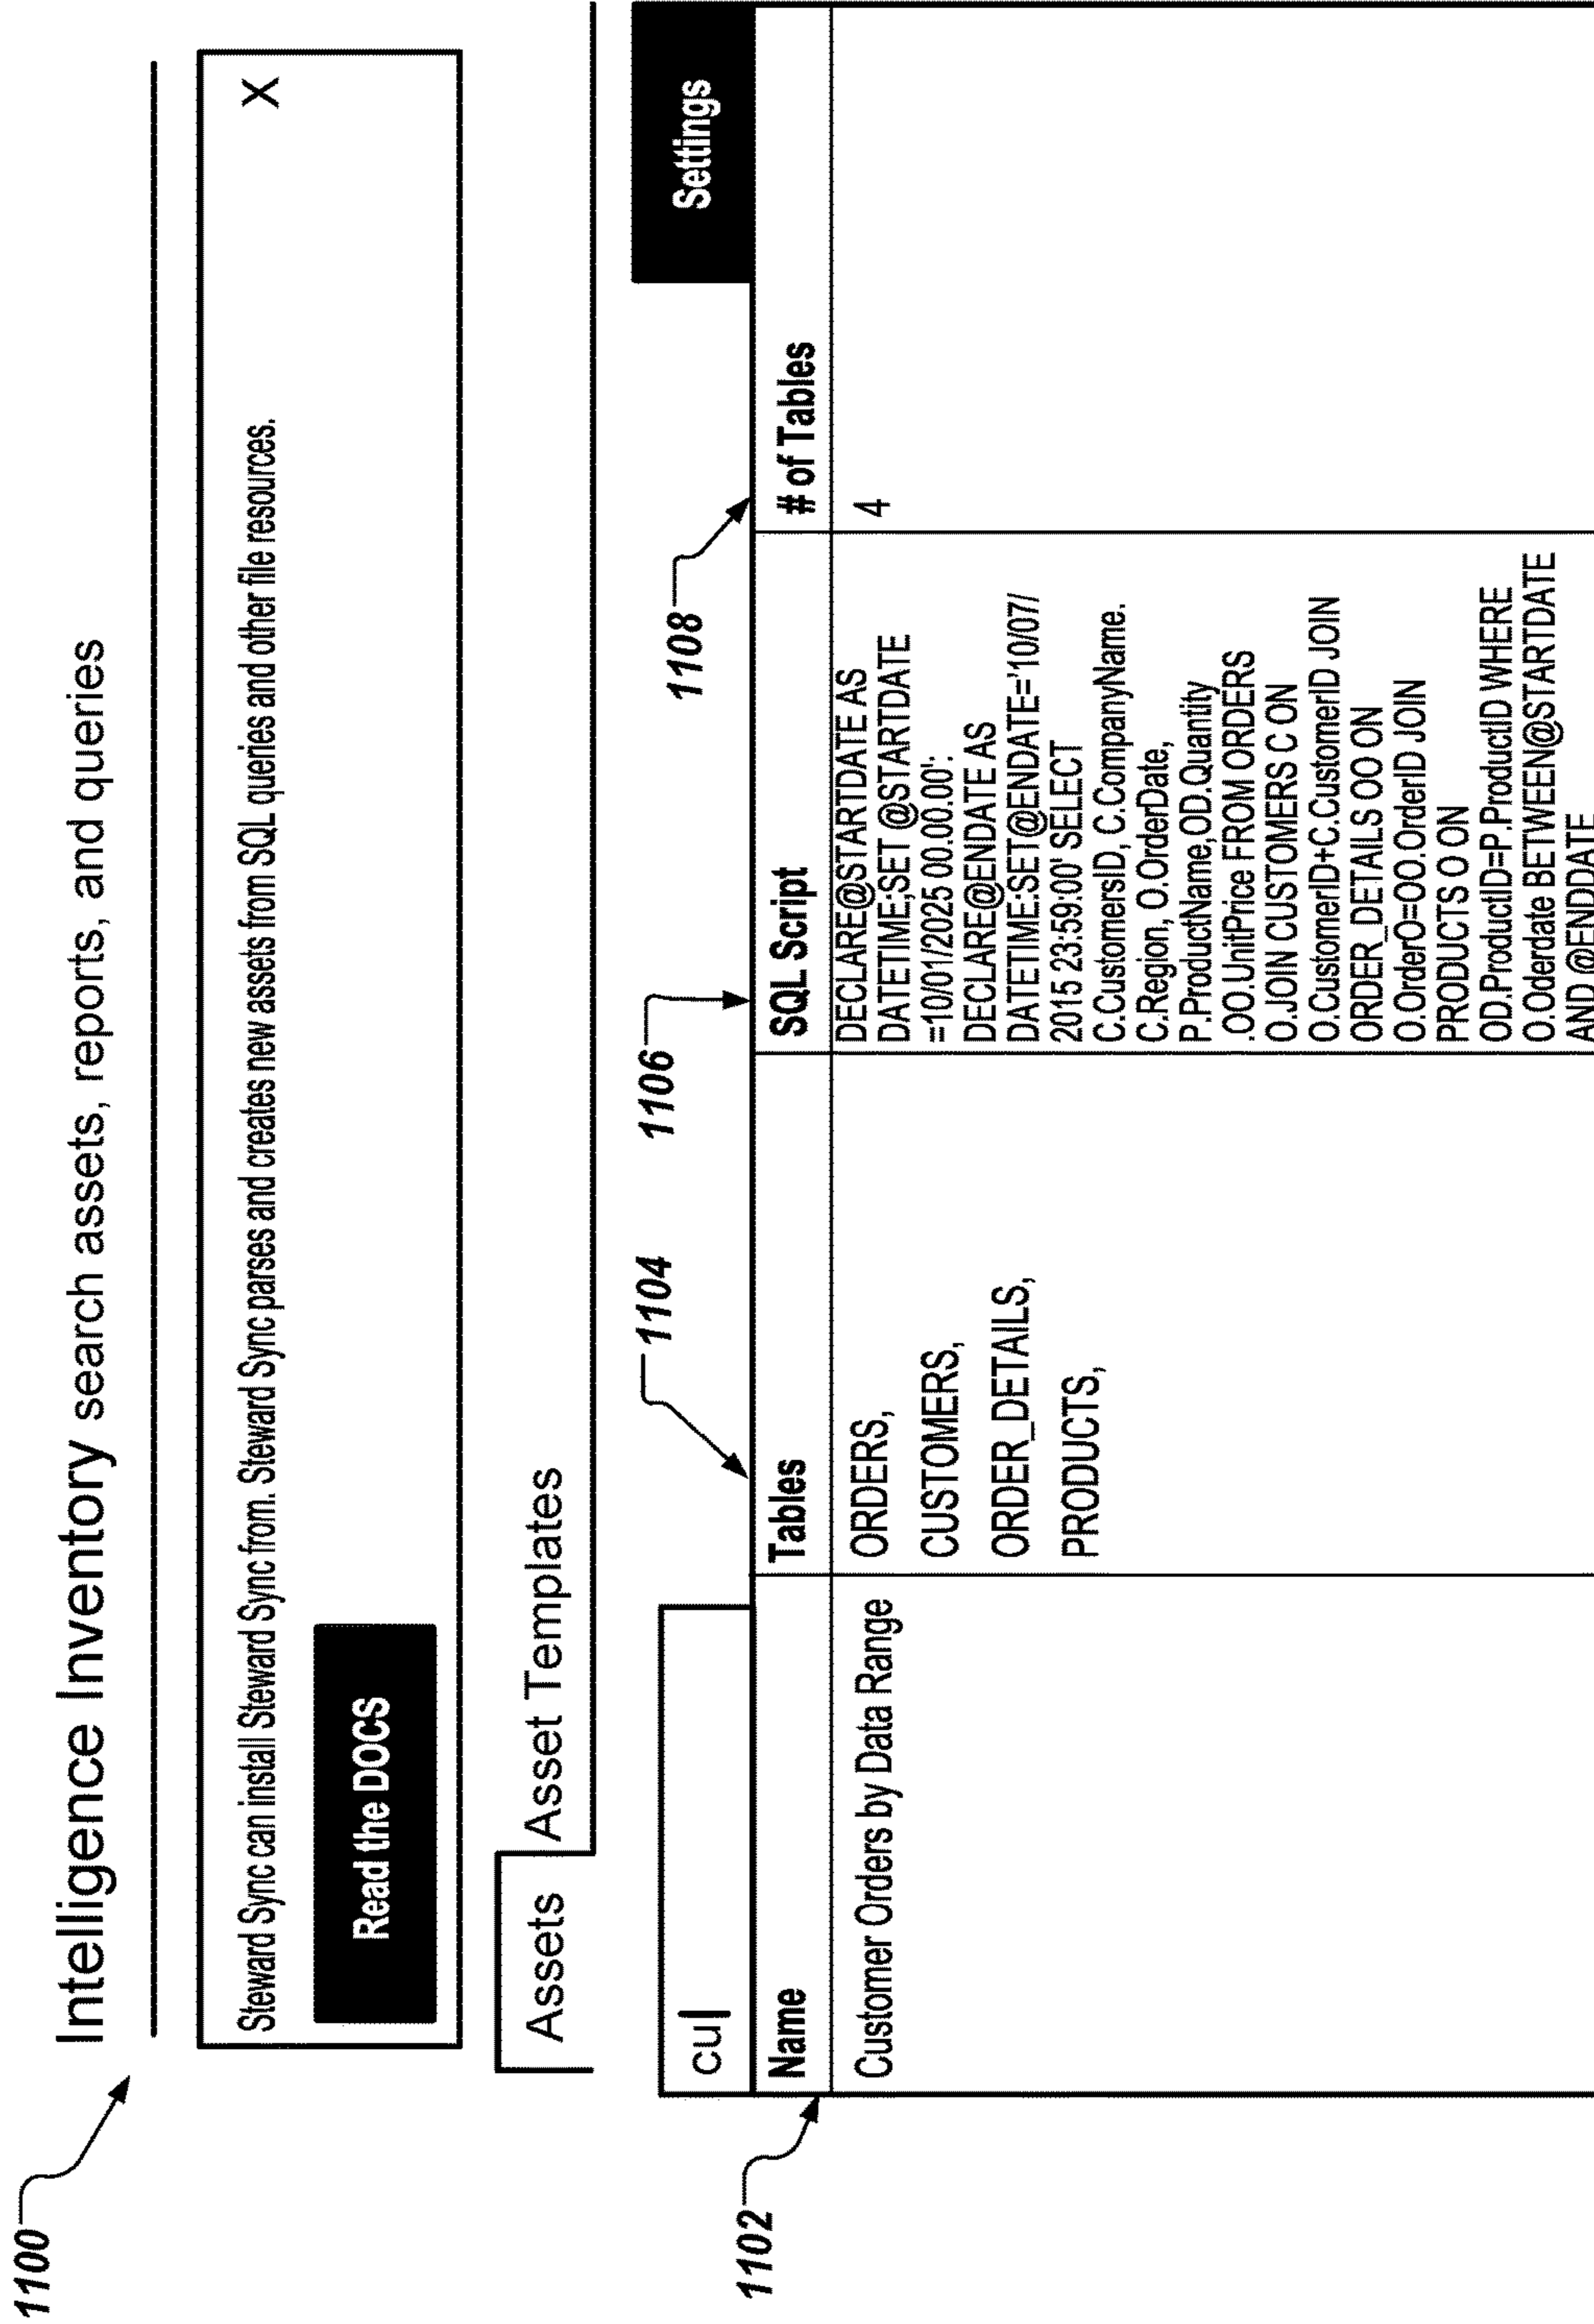 1100
Intelligence Inventory search assets, reports, and queries
Steward Sync can install Steward Sync from. Steward Sync parses and creates new assets from SQL queries and other file resources.
X
Read the DOCS
Assets
Asset Templates
1104
1106
1108
cu
Settings
1102
Name
Tables
SQL Script
# of Tables
Customer Orders by Data Range
ORDERS,
CUSTOMERS,
ORDER_DETAILS,
PRODUCTS,
DECLARE@STARTDATE AS
DATETIME;SET @STARTDATE
=10/01/2025 00.00.00':
DECLARE@ENDATE AS
DATETIME:SET@ENDATE='10/07/
2015 23:59:00' SELECT
C.CustomersID, C.CompanyName.
C.Region, O.OrderDate,
P.ProductName,OD.Quantity
.OO.UnitPrice FROM ORDERS
O.JOIN CUSTOMERS C ON
O.CustomerID+C.CustomerID JOIN
ORDER_DETAILS OO ON
O.OrderO=OO.OrderID JOIN
PRODUCTS O ON
OD.ProductID=P.ProductID WHERE
O.Oderdate BETWEEN@STARTDATE
AND @ENDDATE
4